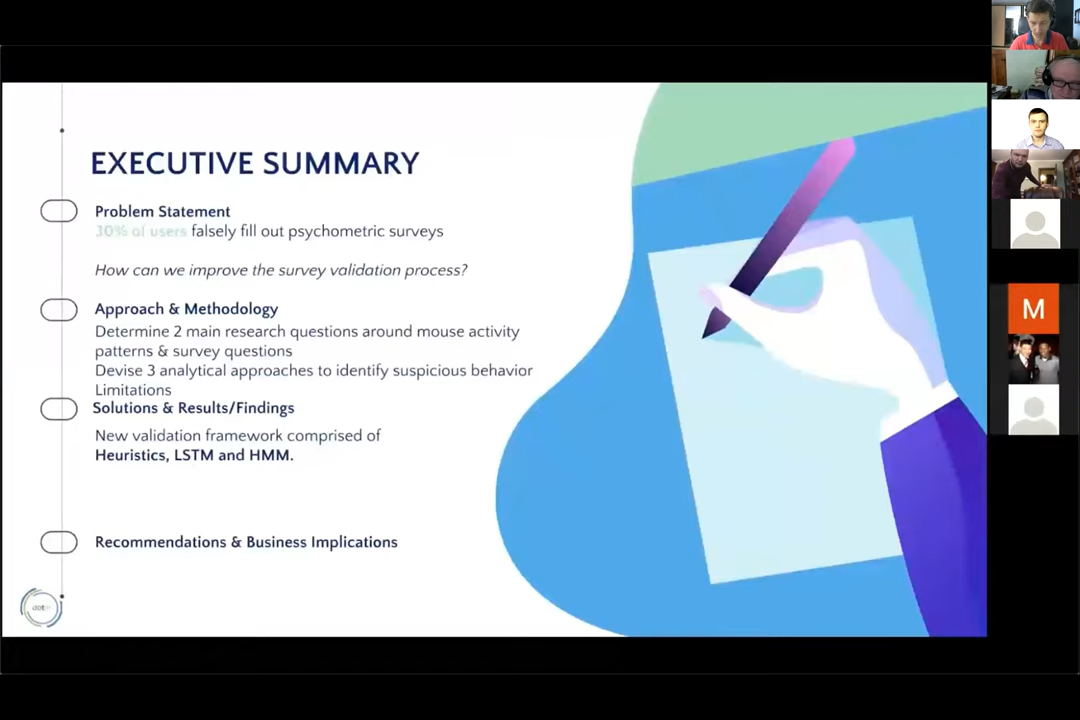 EXECUTIVE SUMMARY
Problem Statement
30% of users falsely fill out psychometric surveys
How can we improve the survey validation process?
Approach & Methodology
Determine 2 main research questions around mouse activity
patterns & survey questions
Devise 3 analytical approaches to identify suspicious behavior
Limitations
Solutions & Results/Findings
New validation framework comprised of
Heuristics, LSTM and HMM.
Recommendations & Business Implications
M